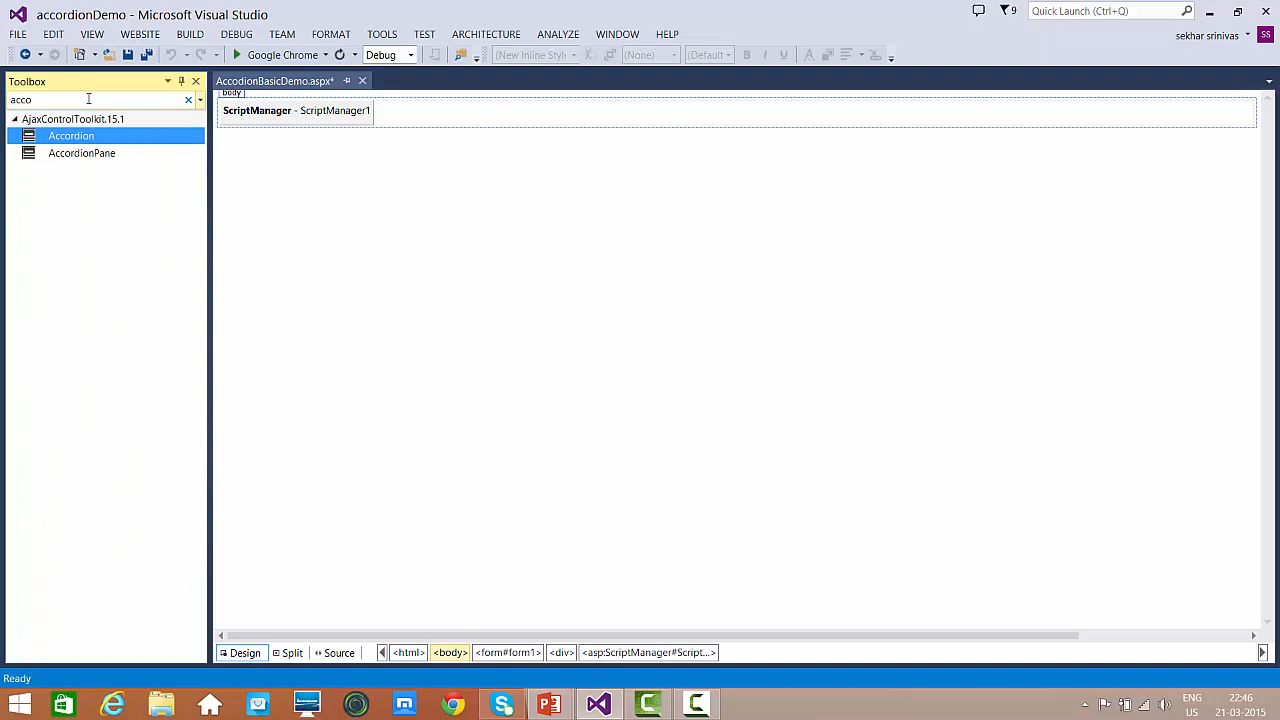 accordionDemo - Microsoft Visual Studio
9
Quick Launch (Ctrl+Q)
FILE EDIT VIEW WEBSITE BUILD DEBUG TEAM FORMAT TOOLS TEST ARCHITECTURE ANALYZE WINDOW HELP
sekhar srinivas
SS
Google Chrome
Debug
(New Inline Style
(None)
(Default)
A
B I U A
Toolbox
AccodionBasicDemo.aspx*
acco
body
AjaxControlToolkit.15.1
ScriptManager - ScriptManager1
Accordion
AccordionPane
Design Split Source <html> <body> <form#form1> <div> <asp:ScriptManager#Script...>
Ready
ENG
US
22:46
21-03-2015